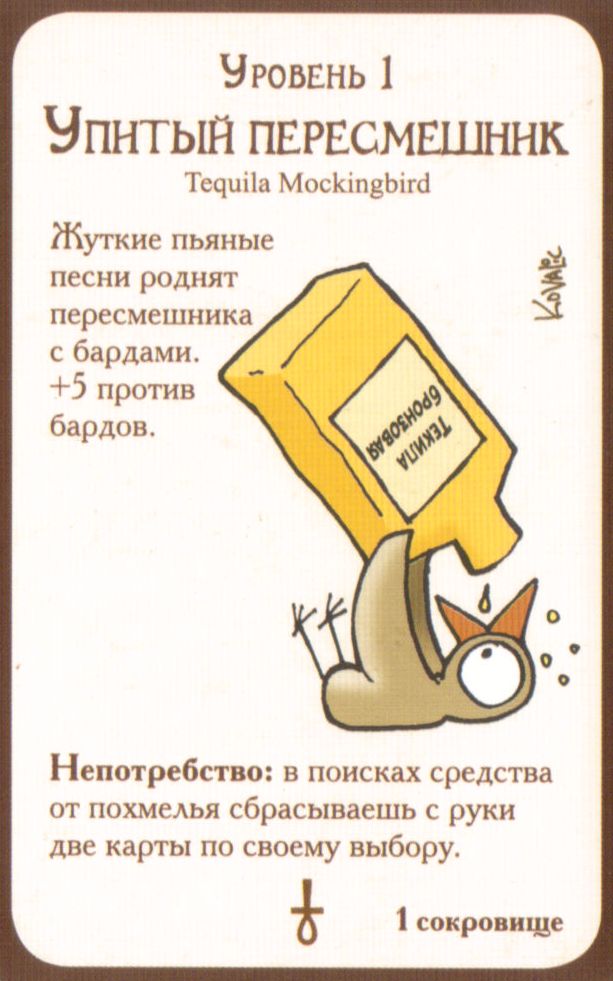 Уровень 1
Упитый пересмешник
Tequila Mockingbird
Жуткие пьяные
песни роднят
пересмешника
с бардами.
+5 против
бардов.
Kovalic
Текила
бронзовая
Непотребство: в поисках средства
от похмелья сбрасываешь с руки
две карты по своему выбору.
1 сокровище